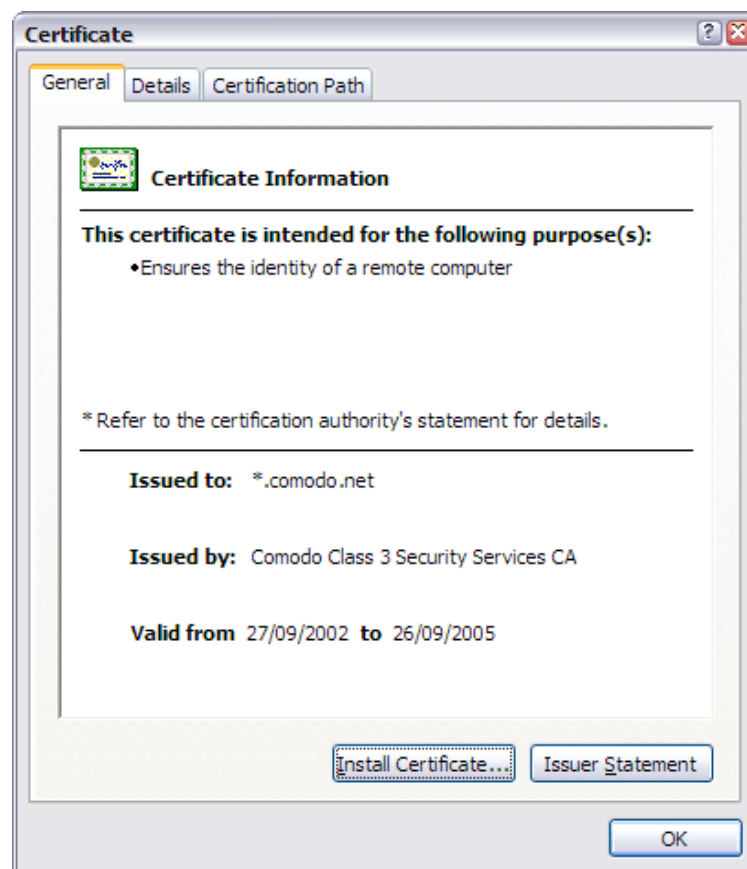 Certificate
General Details Certification Path
Certificate Information
This certificate is intended for the following purpose(s):
•Ensures the identity of a remote computer
* Refer to the certification authority's statement for details.
Issued to: *.comodo.net
Issued by: Comodo Class 3 Security Services CA
Valid from 27/09/2002 to 26/09/2005
Install Certificate... Issuer Statement
OK